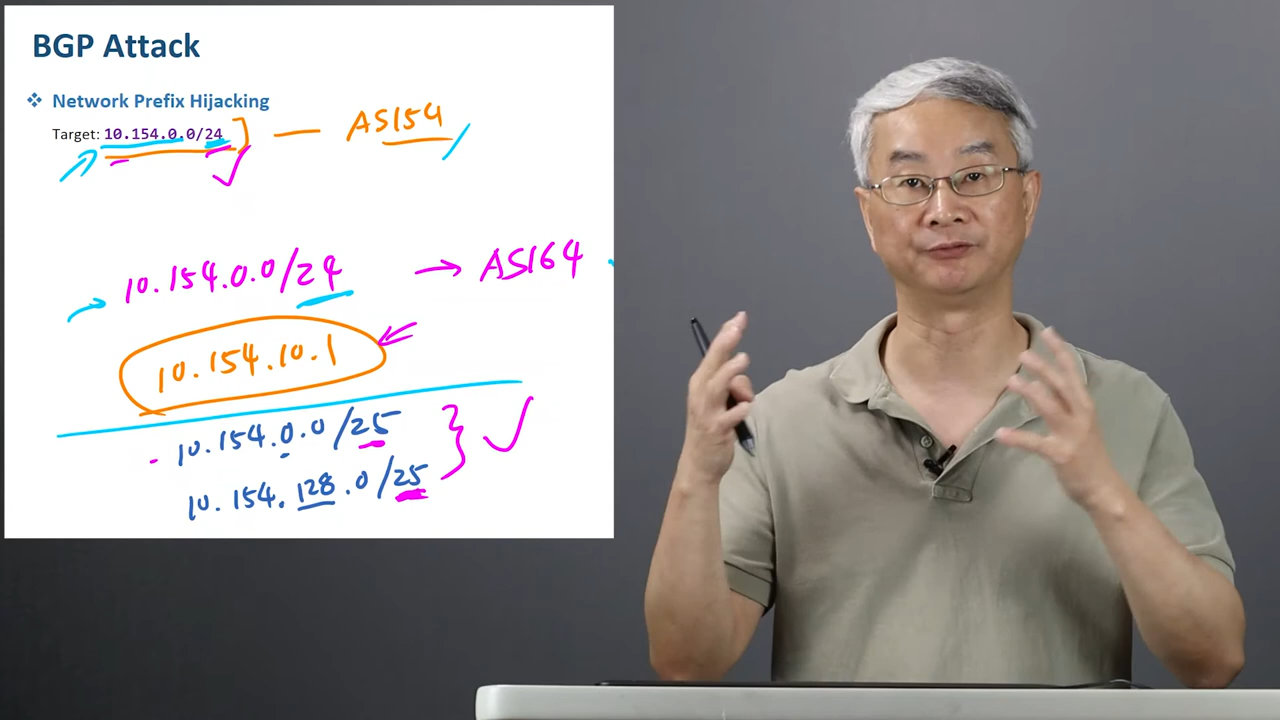 BGP Attack
❖ Network Prefix Hijacking
Target: 10.154.0.0/24 — AS154
10.154.0.0/24 → AS164
10.154.10.1
10.154.0.0/25
10.154.128.0/25